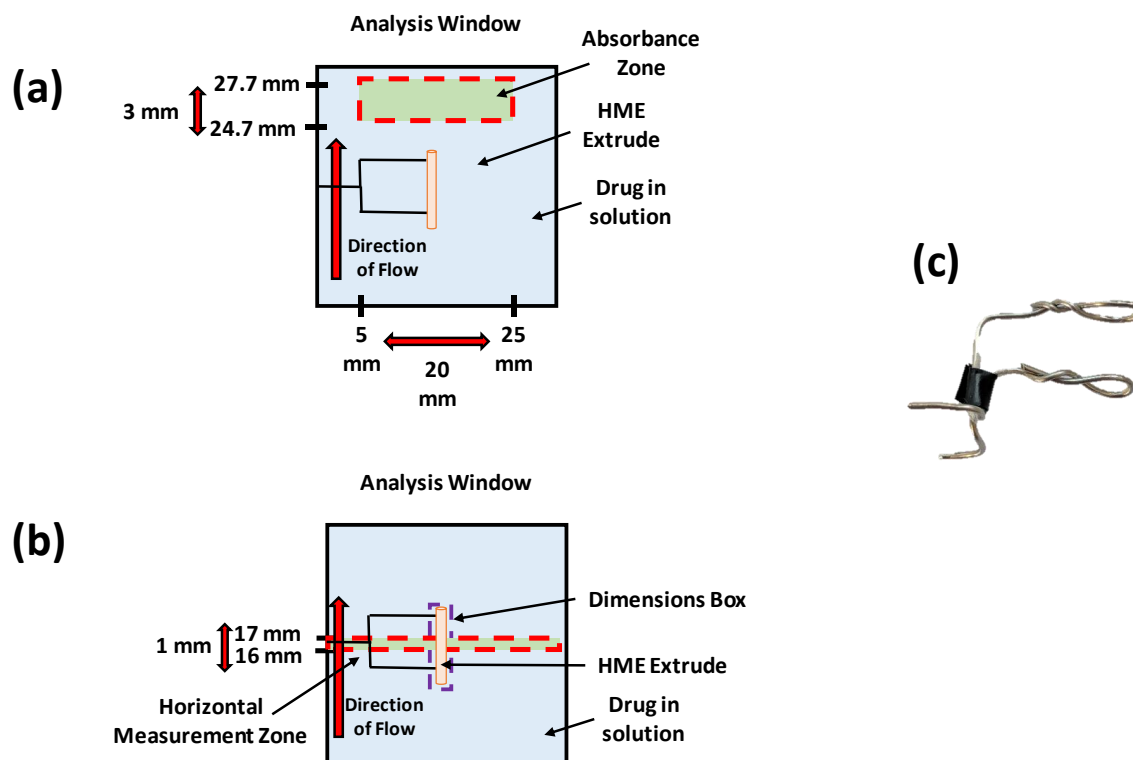 Analysis Window
(a)
Absorbance
Zone
27.7 mm
3 mm
24.7 mm
HME
Extrude
Drug in
solution
Direction
of Flow
5
mm
25
mm
20
mm
(c)
Analysis Window
(b)
Dimensions Box
1 mm
17 mm
16 mm
HME Extrude
Horizontal
Measurement Zone
Direction
of Flow
Drug in
solution